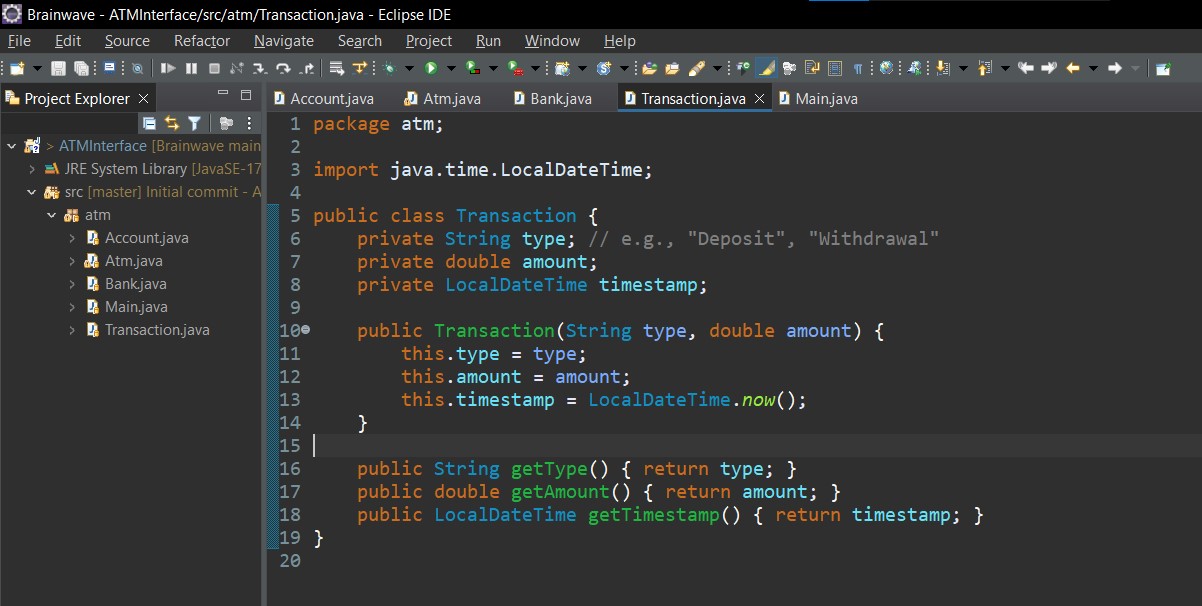 Brainwave - ATMInterface/src/atm/Transaction.java - Eclipse IDE
File Edit Source Refactor Navigate Search Project Run Window Help
Project Explorer
Account.java Atm.java Bank.java Transaction.java Main.java
> ATMInterface [Brainwave main
JRE System Library [JavaSE-17
src [master] Initial commit - A
atm
Account.java
Atm.java
Bank.java
Main.java
Transaction.java
1 package atm;
2
3 import java.time.LocalDateTime;
4
5 public class Transaction {
6     private String type; // e.g., "Deposit", "Withdrawal"
7     private double amount;
8     private LocalDateTime timestamp;
9
10     public Transaction(String type, double amount) {
11         this.type = type;
12         this.amount = amount;
13         this.timestamp = LocalDateTime.now();
14     }
15
16     public String getType() { return type; }
17     public double getAmount() { return amount; }
18     public LocalDateTime getTimestamp() { return timestamp; }
19 }
20